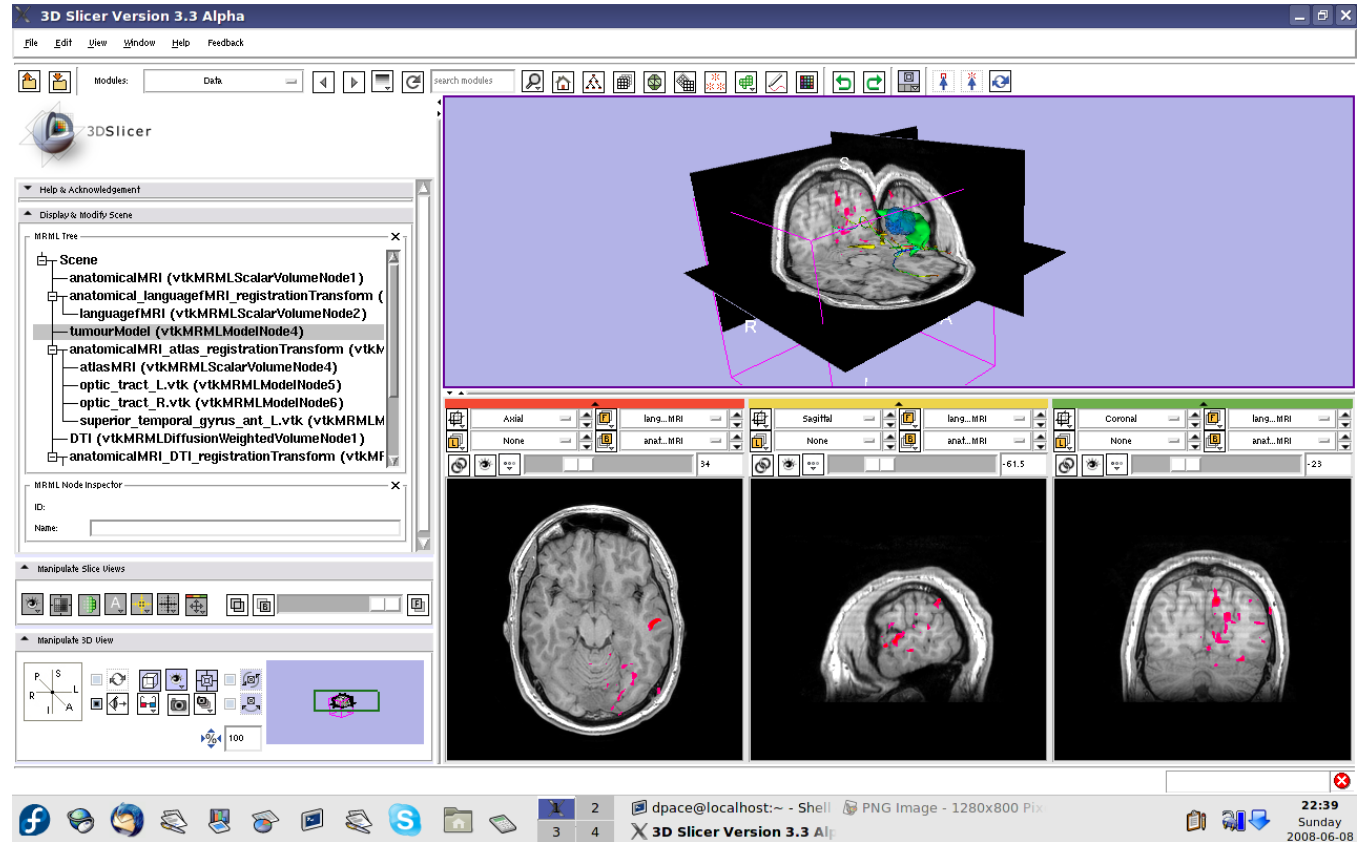 3D Slicer Version 3.3 Alpha
File Edit View Window Help Feedback
Modules: Data search modules
3DSlicer
Help & Acknowledgement
Display & Modify Scene
MRML Tree
Scene
anatomicalMRI (vtkMRMLScalarVolumeNode1)
anatomical_languagefMRI_registrationTransform (
languagefMRI (vtkMRMLScalarVolumeNode2)
tumourModel (vtkMRMLModelNode4)
anatomicalMRI_atlas_registrationTransform (vtkM
atlasMRI (vtkMRMLScalarVolumeNode4)
optic_tract_L.vtk (vtkMRMLModelNode5)
optic_tract_R.vtk (vtkMRMLModelNode6)
superior_temporal_gyrus_ant_L.vtk (vtkMRMLM
DTI (vtkMRMLDiffusionWeightedVolumeNode1)
anatomicalMRI_DTI_registrationTransform (vtkMF
MRML Node Inspector
ID:
Name:
Manipulate Slice Views
A
B F
Manipulate 3D View
P S
R L
I A
% 100
S
R A
Axial F lang...MRI
L None B anat...MRI
34
Sagittal F lang...MRI
L None B anat...MRI
-61.5
Coronal F lang...MRI
L None B anat...MRI
-23
1 2
3 4
dpace@localhost:~ - Shell
PNG Image - 1280x800 Pix
3D Slicer Version 3.3 Alp
22:39
Sunday
2008-06-08